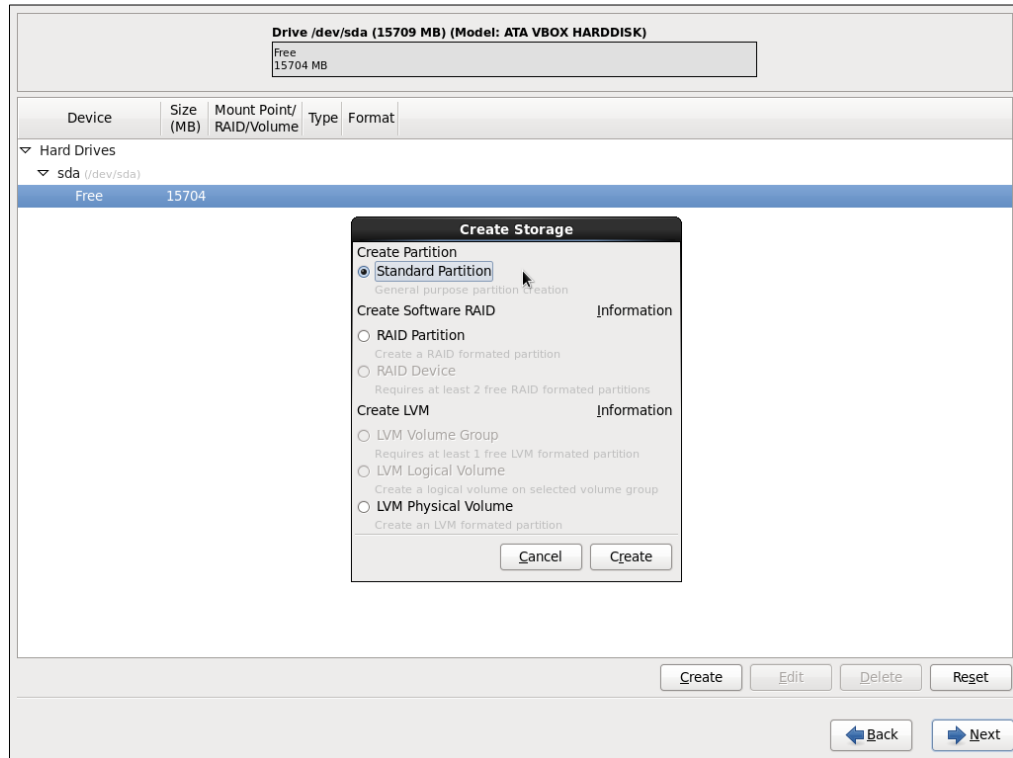 Drive /dev/sda (15709 MB) (Model: ATA VBOX HARDDISK)
Free
15704 MB
Device
Size (MB)
Mount Point/ RAID/Volume
Type
Format
Hard Drives
sda (/dev/sda)
Free 15704
Create Storage
Create Partition
Standard Partition
General purpose partition creation
Create Software RAID Information
RAID Partition
Create a RAID formated partition
RAID Device
Requires at least 2 free RAID formated partitions
Create LVM Information
LVM Volume Group
Requires at least 1 free LVM formated partition
LVM Logical Volume
Create a logical volume on selected volume group
LVM Physical Volume
Create an LVM formated partition
Cancel Create
Create Edit Delete Reset
Back Next